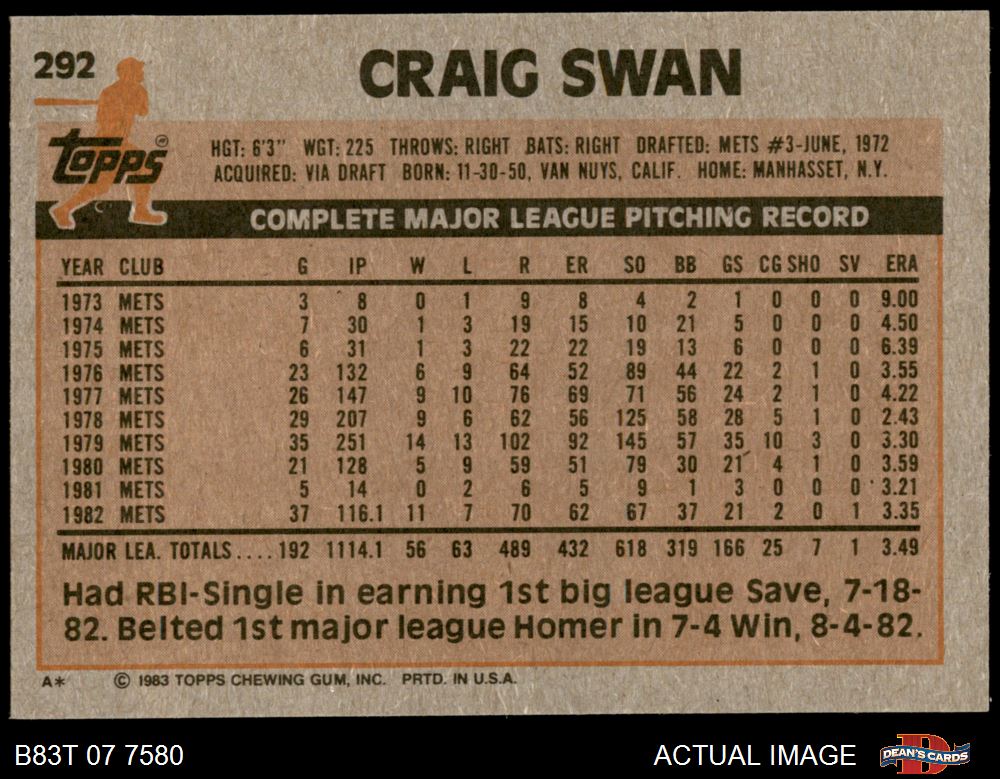 292
CRAIG SWAN
Topps®
HGT: 6'3" WGT: 225 THROWS: RIGHT BATS: RIGHT DRAFTED: METS #3-JUNE, 1972
ACQUIRED: VIA DRAFT BORN: 11-30-50, VAN NUYS, CALIF. HOME: MANHASSET, N.Y.
COMPLETE MAJOR LEAGUE PITCHING RECORD
YEAR CLUB G IP W L R ER SO BB GS CG SHO SV ERA
1973 METS 3 8 0 1 9 8 4 2 1 0 0 0 9.00
1974 METS 7 30 1 3 19 15 10 21 5 0 0 0 4.50
1975 METS 6 31 1 3 22 22 19 13 6 0 0 0 6.39
1976 METS 23 132 6 9 64 52 89 44 22 2 1 0 3.55
1977 METS 26 147 9 10 76 69 71 56 24 2 1 0 4.22
1978 METS 29 207 9 6 62 56 125 58 28 5 1 0 2.43
1979 METS 35 251 14 13 102 92 145 57 35 10 3 0 3.30
1980 METS 21 128 5 9 59 51 79 30 21 4 1 0 3.59
1981 METS 5 14 0 2 6 5 9 1 3 0 0 0 3.21
1982 METS 37 116.1 11 7 70 62 67 37 21 2 0 1 3.35
MAJOR LEA. TOTALS.... 192 1114.1 56 63 489 432 618 319 166 25 7 1 3.49
Had RBI-Single in earning 1st big league Save, 7-18-
82. Belted 1st major league Homer in 7-4 Win, 8-4-82.
A* © 1983 TOPPS CHEWING GUM, INC. PRTD. IN U.S.A.
B83T 07 7580 ACTUAL IMAGE DEAN'S CARDS